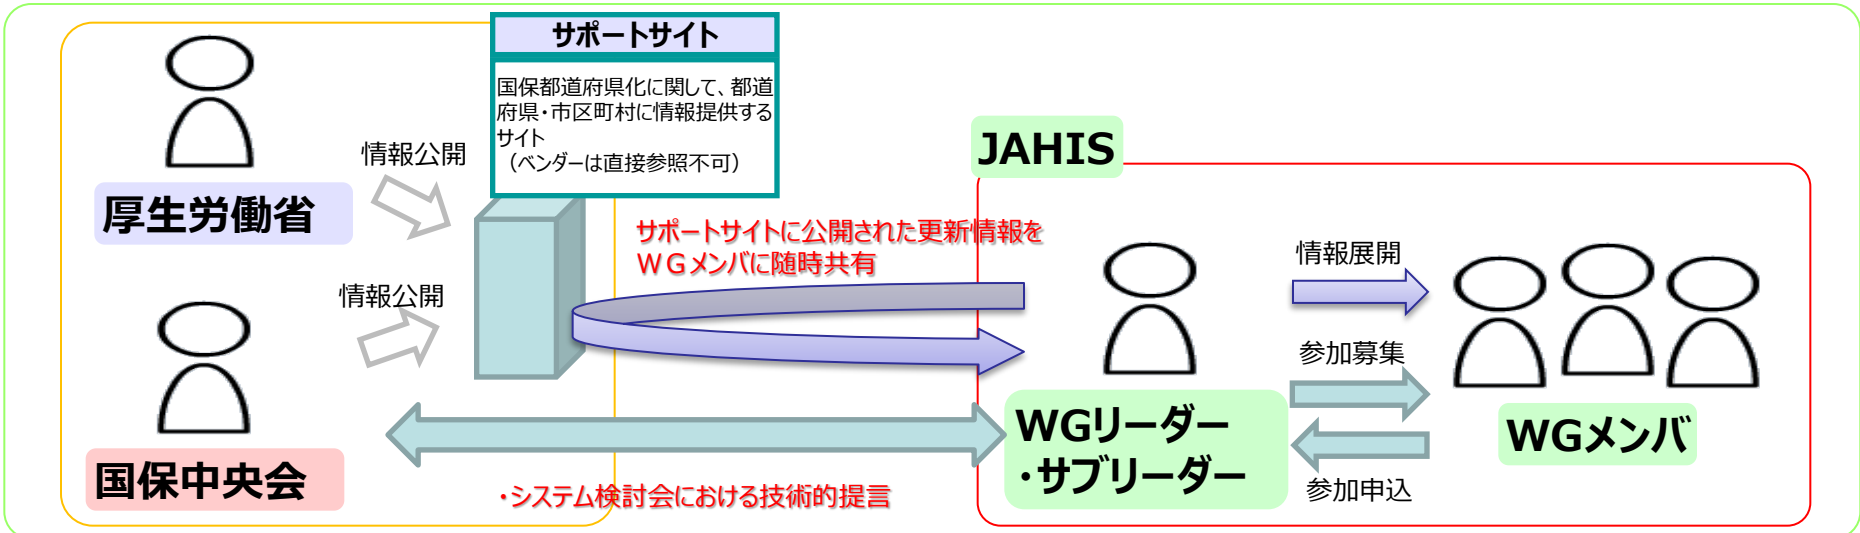 サポートサイト
国保都道府県化に関して、都道
府県・市区町村に情報提供する
サイト
（ベンダーは直接参照不可）
情報公開
厚生労働省
情報公開
国保中央会
JAHIS
サポートサイトに公開された更新情報を
ＷＧメンバに随時共有
・システム検討会における技術的提言
WGリーダー
・サブリーダー
情報展開
参加募集
参加申込
WGメンバ